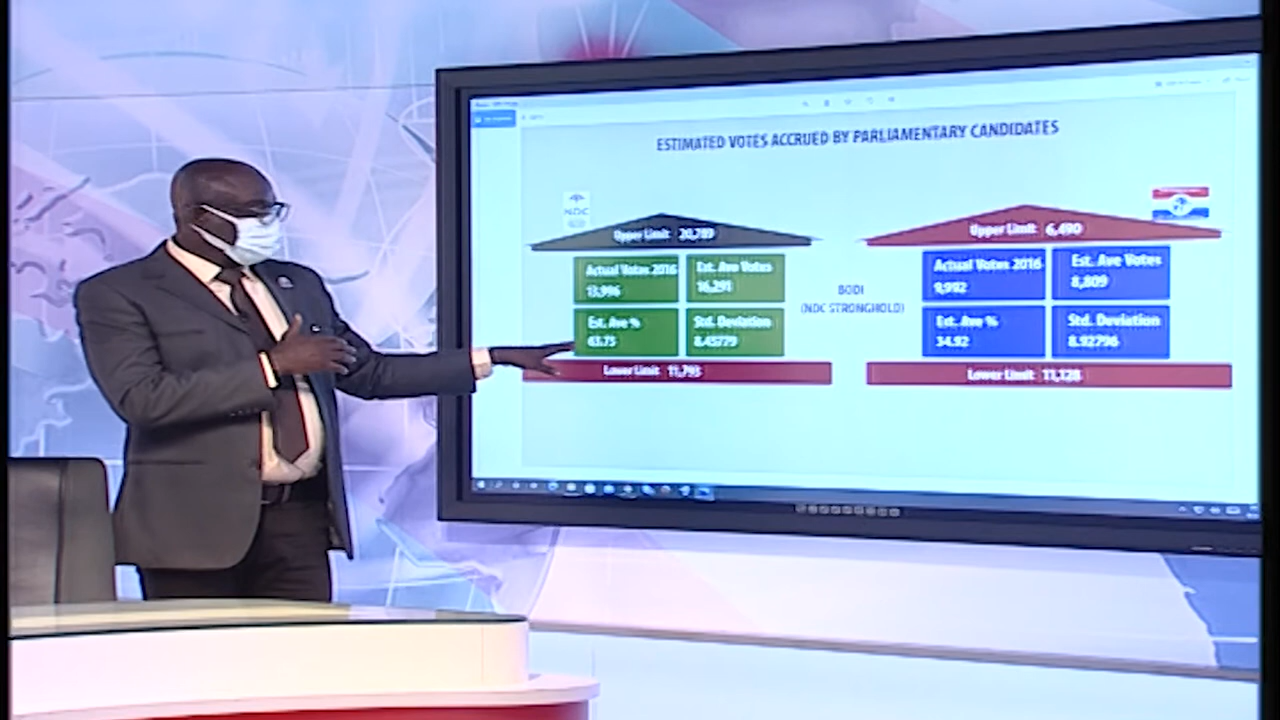 ESTIMATED VOTES ACCRUED BY PARLIAMENTARY CANDIDATES
NDC
Upper Limit 20,789
Actual Votes 2016
13,996
Est. Ave Votes
16,291
Est. Ave %
63.75
Std. Deviation
8.45779
Lower Limit 11,793
BODI
(NDC STRONGHOLD)
Upper Limit 6,490
Actual Votes 2016
9,992
Est. Ave Votes
8,809
Est. Ave %
34.92
Std. Deviation
8.92796
Lower Limit 11,128